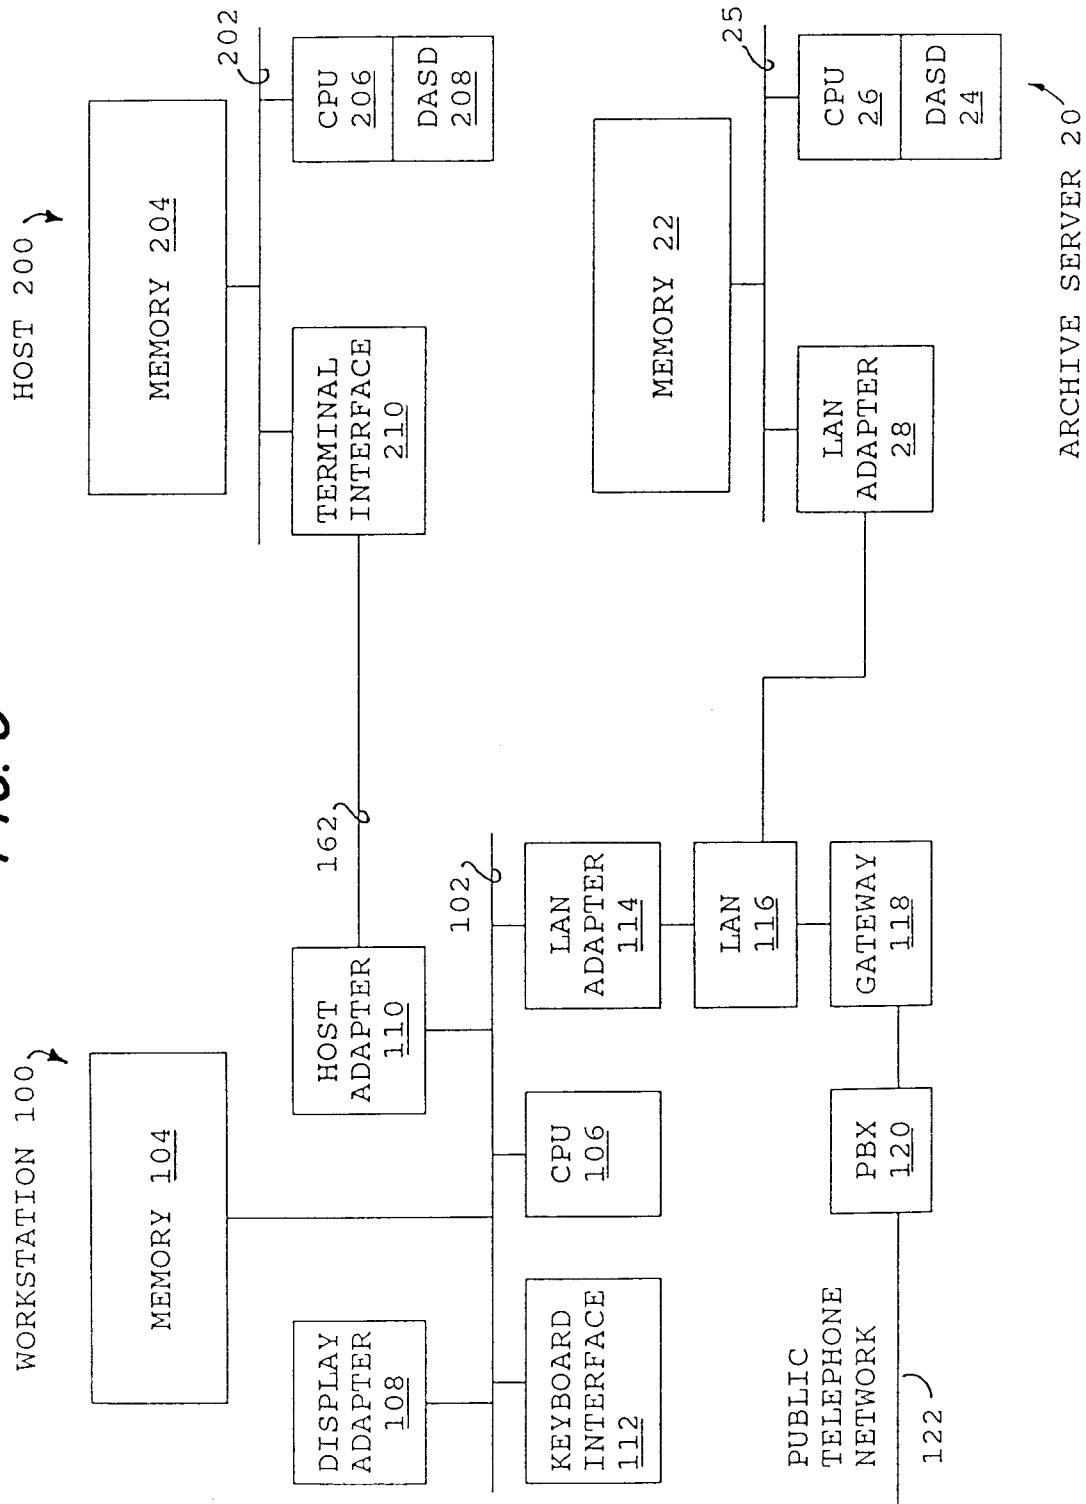 WORKSTATION 100
HOST 200
MEMORY 104
MEMORY 204
202
DISPLAY
ADAPTER
108
HOST
ADAPTER
110
162
TERMINAL
INTERFACE
210
CPU
206
DASD
208
102
KEYBOARD
INTERFACE
112
CPU
106
LAN
ADAPTER
114
MEMORY 22
25
LAN
116
PUBLIC
TELEPHONE
NETWORK
122
PBX
120
GATEWAY
118
LAN
ADAPTER
28
CPU
26
DASD
24
ARCHIVE SERVER 20